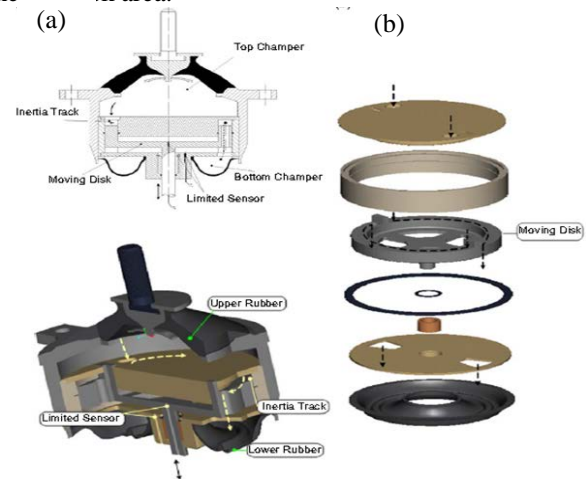 area.
(a)
(b)
Top Champer
Inertia Track
Moving Disk
Bottom Champer
Limited Sensor
Moving Disk
Upper Rubber
Limited Sensor
Inertia Track
Lower Rubber